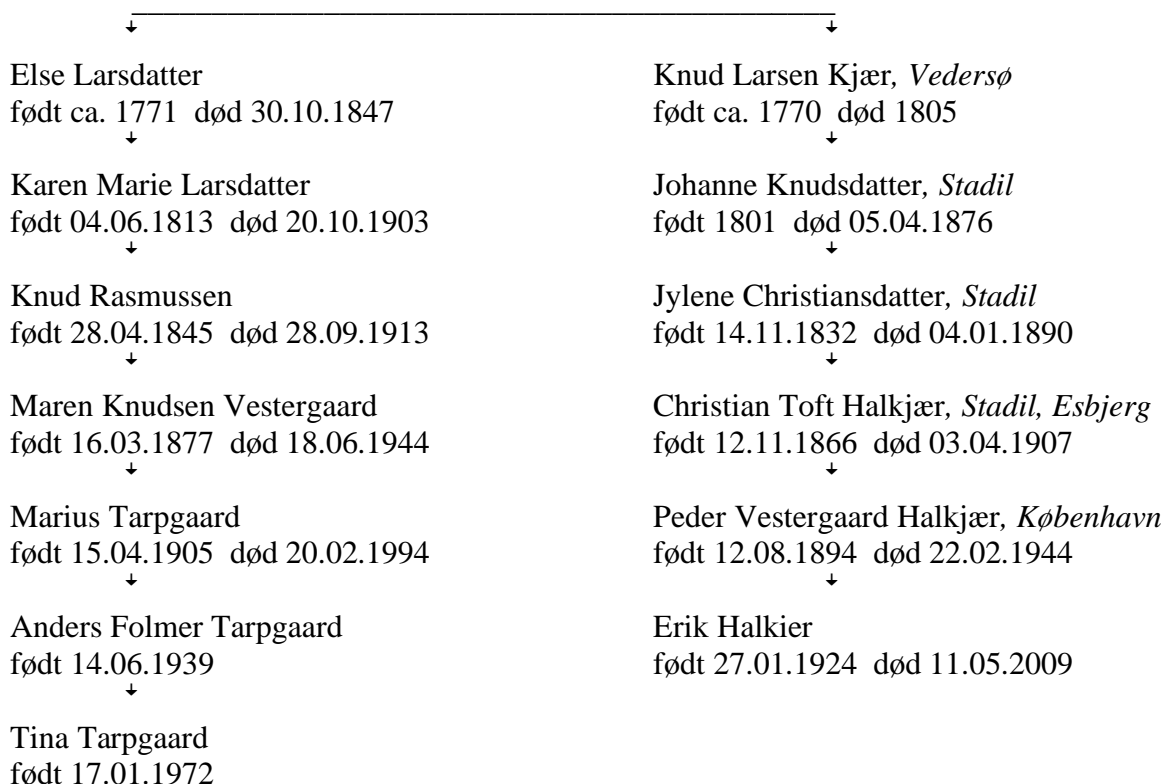 Else Larsdatter
født ca. 1771 død 30.10.1847
Karen Marie Larsdatter
født 04.06.1813 død 20.10.1903
Knud Rasmussen
født 28.04.1845 død 28.09.1913
Maren Knudsen Vestergaard
født 16.03.1877 død 18.06.1944
Marius Tarpgaard
født 15.04.1905 død 20.02.1994
Anders Folmer Tarpgaard
født 14.06.1939
Tina Tarpgaard
født 17.01.1972
Knud Larsen Kjær, Vedersø
født ca. 1770 død 1805
Johanne Knudsdatter, Stadil
født 1801 død 05.04.1876
Jylene Christiansdatter, Stadil
født 14.11.1832 død 04.01.1890
Christian Toft Halkjær, Stadil, Esbjerg
født 12.11.1866 død 03.04.1907
Peder Vestergaard Halkjær, København
født 12.08.1894 død 22.02.1944
Erik Halkier
født 27.01.1924 død 11.05.2009